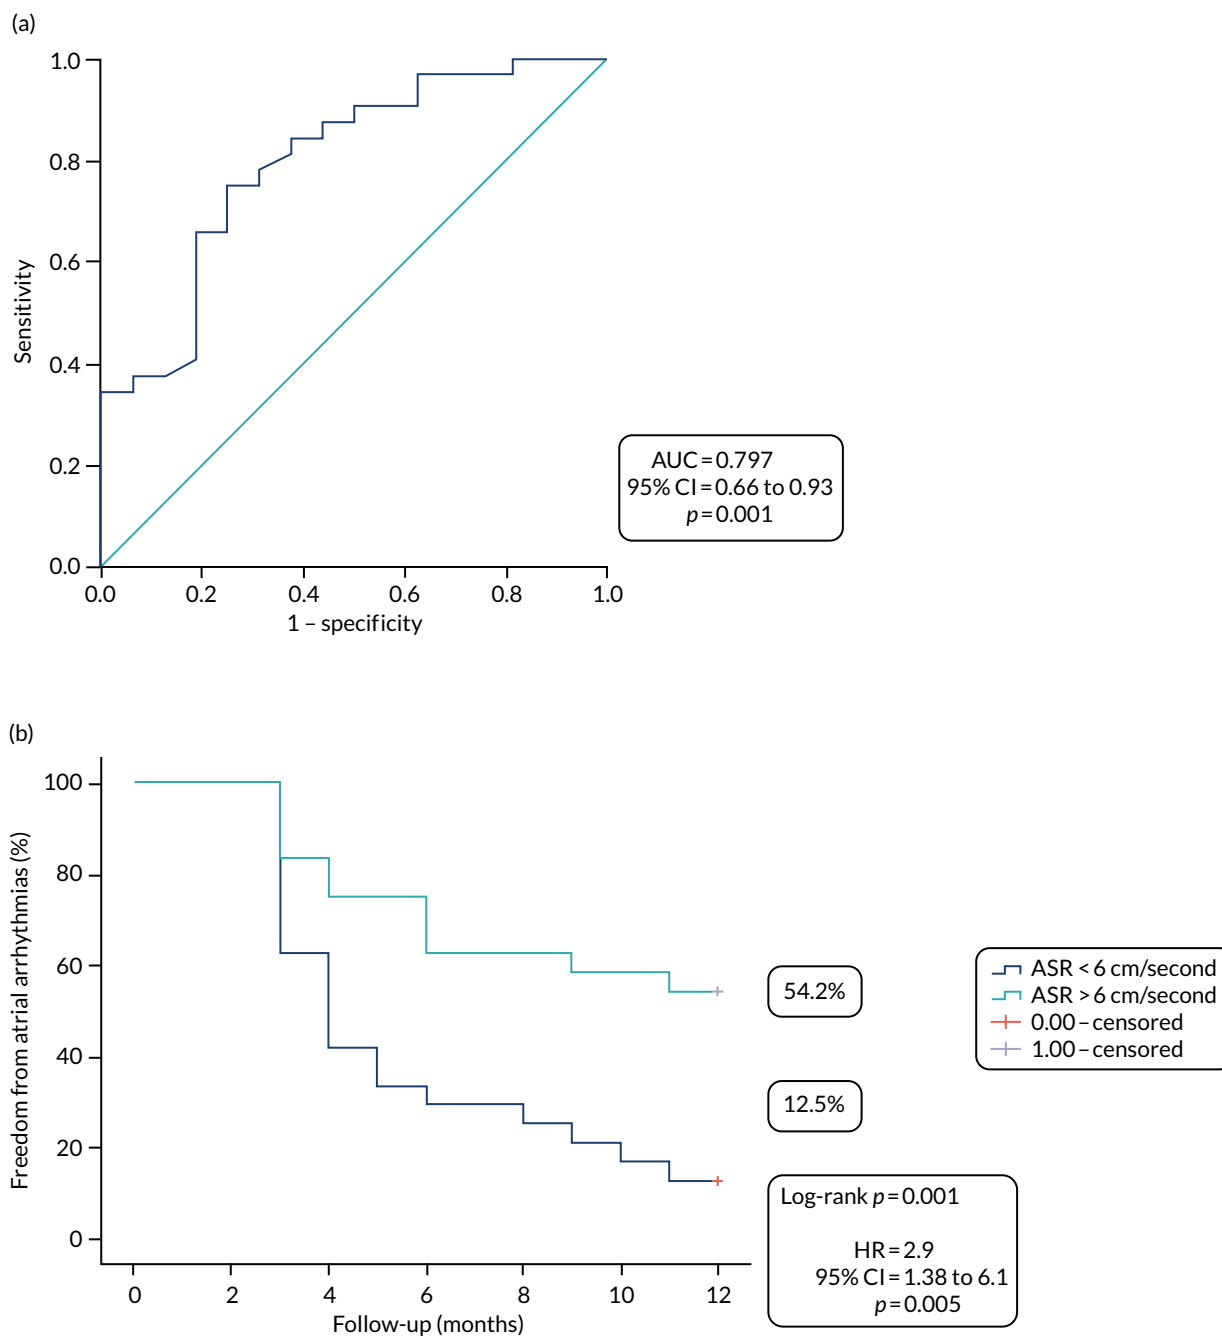 (a)
1.0
0.8
0.6
0.4
0.2
0.0
Sensitivity
0.0 0.2 0.4 0.6 0.8 1.0
1 – specificity
AUC = 0.797
95% CI = 0.66 to 0.93
p = 0.001
(b)
100
80
60
40
20
0
Freedom from atrial arrhythmias (%)
0 2 4 6 8 10 12
Follow-up (months)
54.2%
12.5%
Log-rank p = 0.001
HR = 2.9
95% CI = 1.38 to 6.1
p = 0.005
ASR < 6 cm/second
ASR > 6 cm/second
0.00 – censored
1.00 – censored